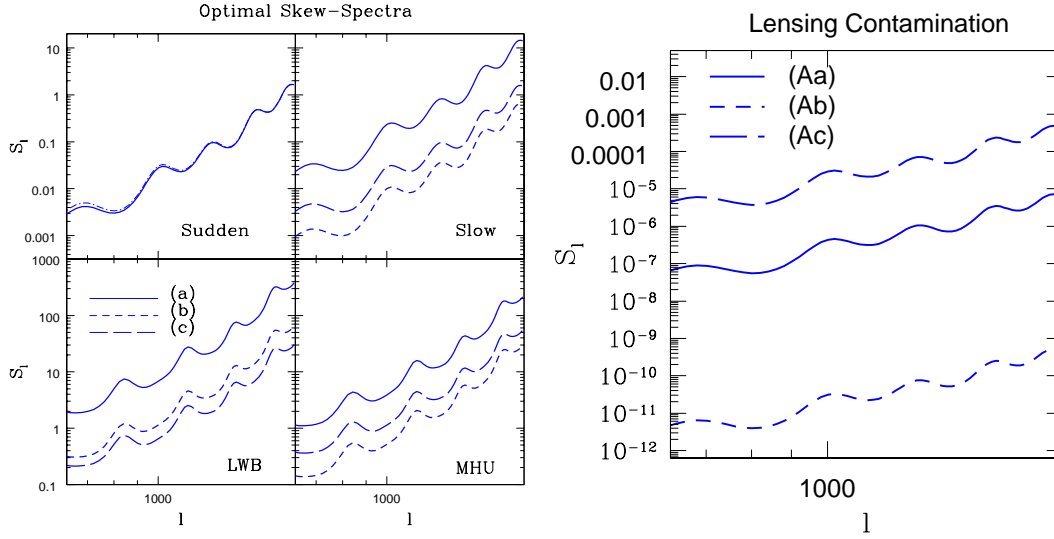 Optimal Skew-Spectra
10
1
0.1
0.01
0.001
S_l
Sudden
Slow
1000
100
10
1
0.1
S_l
(a)
(b)
(c)
LWB
MHU
1000
1000
l
l
Lensing Contamination
0.01
0.001
0.0001
10⁻⁵
10⁻⁶
10⁻⁷
10⁻⁸
10⁻⁹
10⁻¹⁰
10⁻¹¹
10⁻¹²
S_l
(Aa)
(Ab)
(Ac)
1000
l